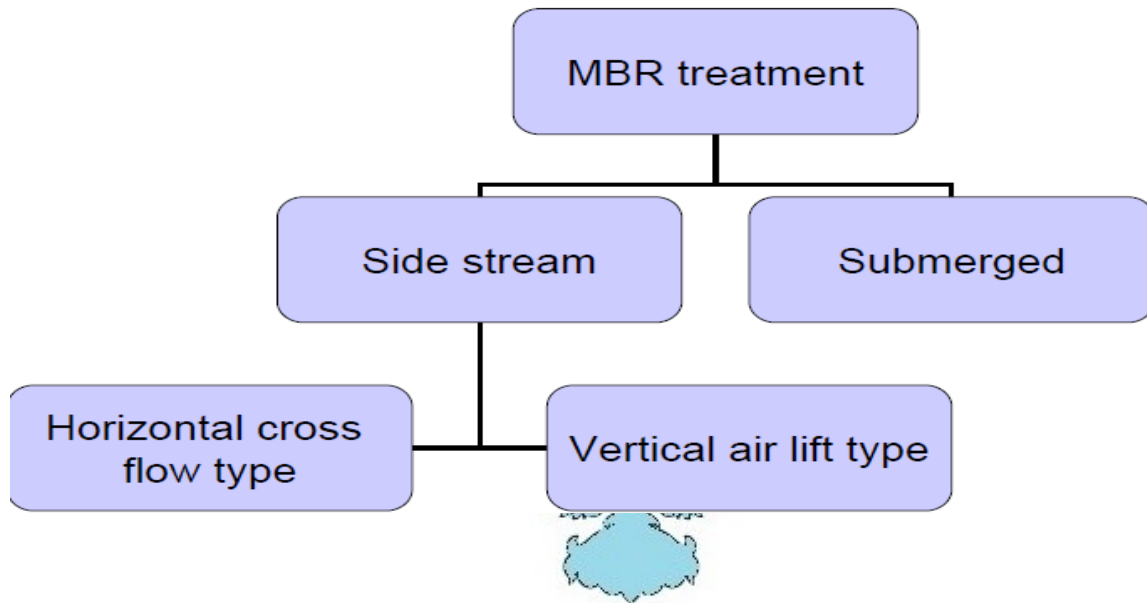 MBR treatment
Side stream
Submerged
Horizontal cross
flow type
Vertical air lift type